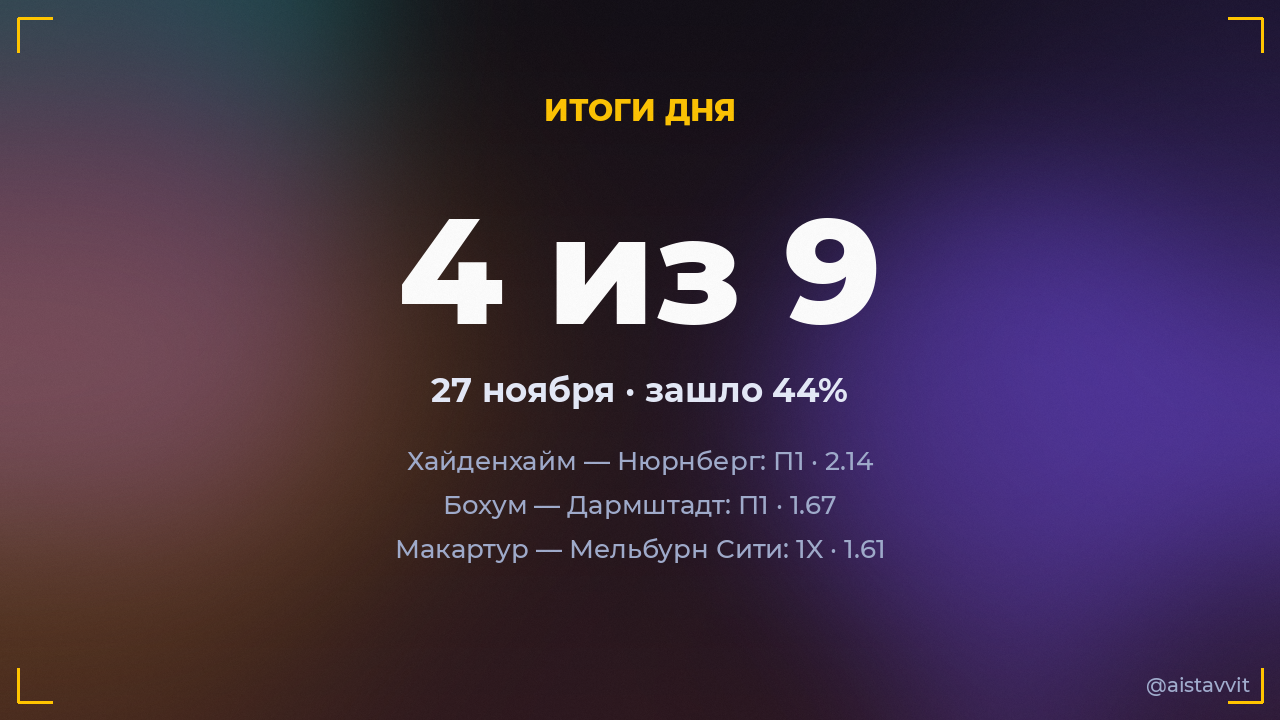 ИТОГИ ДНЯ
4 из 9
27 ноября · зашло 44%
Хайденхайм — Нюрнберг: П1 · 2.14
Бохум — Дармштадт: П1 · 1.67
Макартур — Мельбурн Сити: 1X · 1.61
@aistavvit